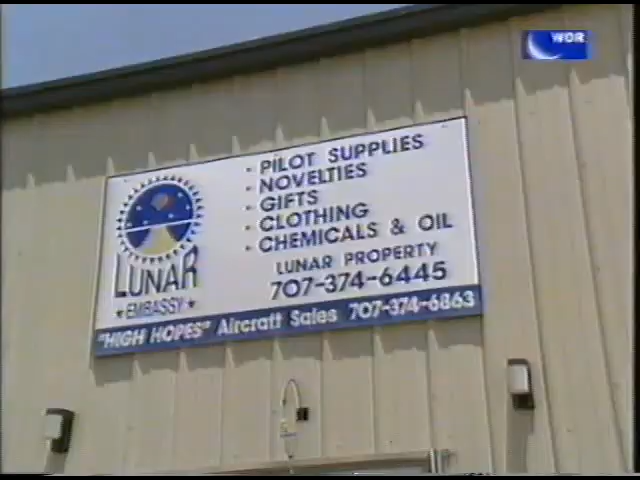 WDR
· PILOT SUPPLIES
· NOVELTIES
· GIFTS
· CLOTHING
· CHEMICALS & OIL
LUNAR PROPERTY
707-374-6445
LUNAR
★EMBASSY★
"HIGH HOPES" Aircraft Sales 707-374-6863